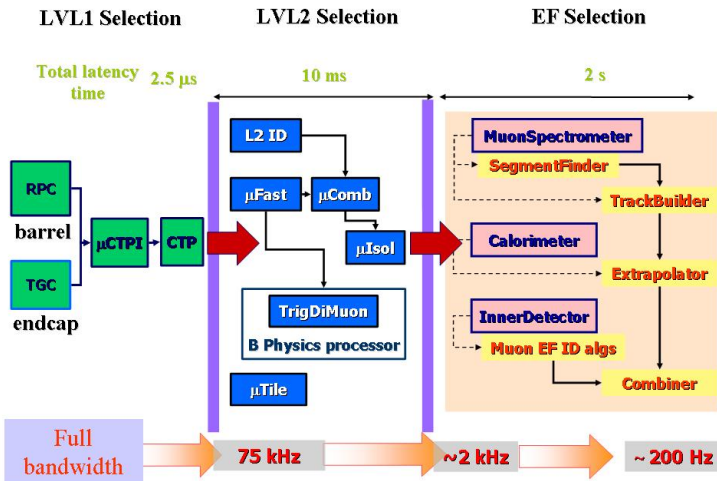 LVL1 Selection
LVL2 Selection
EF Selection
Total latency
time
2.5 μs
10 ms
2 s
RPC
barrel
TGC
endcap
μCTPI
CTP
L2 ID
μFast
μComb
μIsol
TrigDiMuon
B Physics processor
μTile
MuonSpectrometer
SegmentFinder
TrackBuilder
Calorimeter
Extrapolator
InnerDetector
Muon EF ID algs
Combiner
Full
bandwidth
75 kHz
~2 kHz
~ 200 Hz